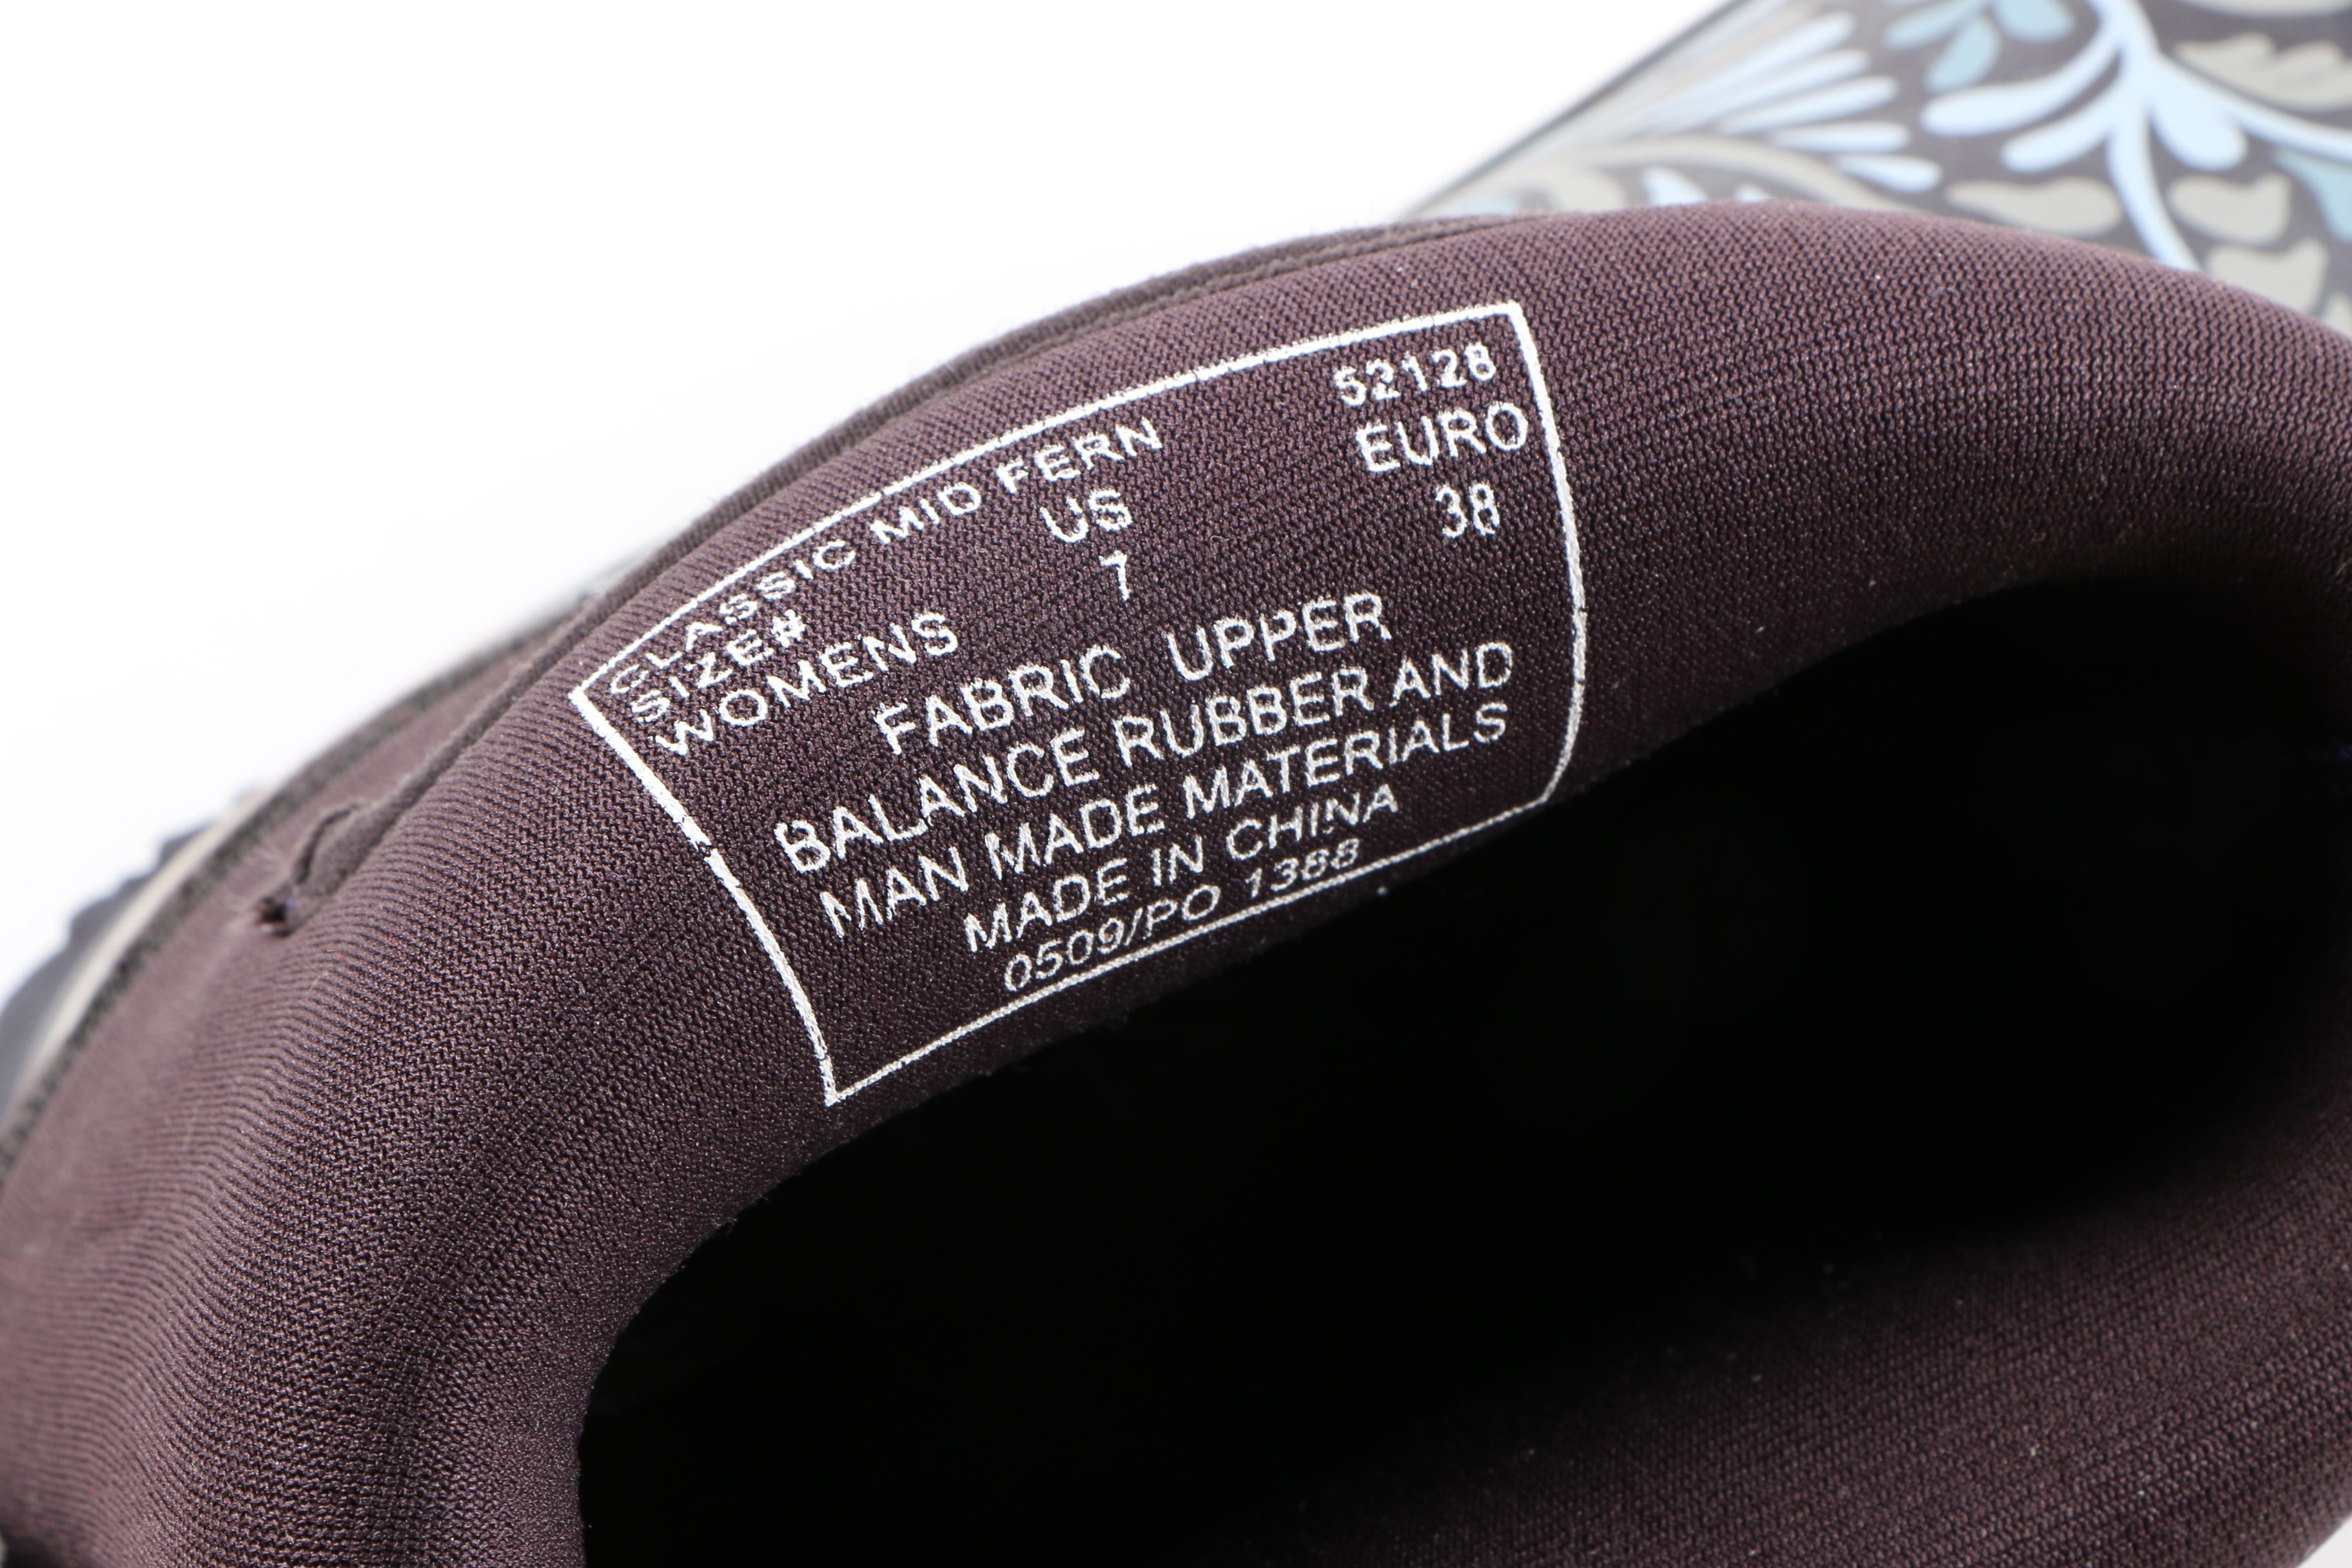 CLASSIC MID FERN 52128
SIZE# US EURO
WOMENS 7 38
FABRIC UPPER
BALANCE RUBBER AND
MAN MADE MATERIALS
MADE IN CHINA
0509/PO 1388